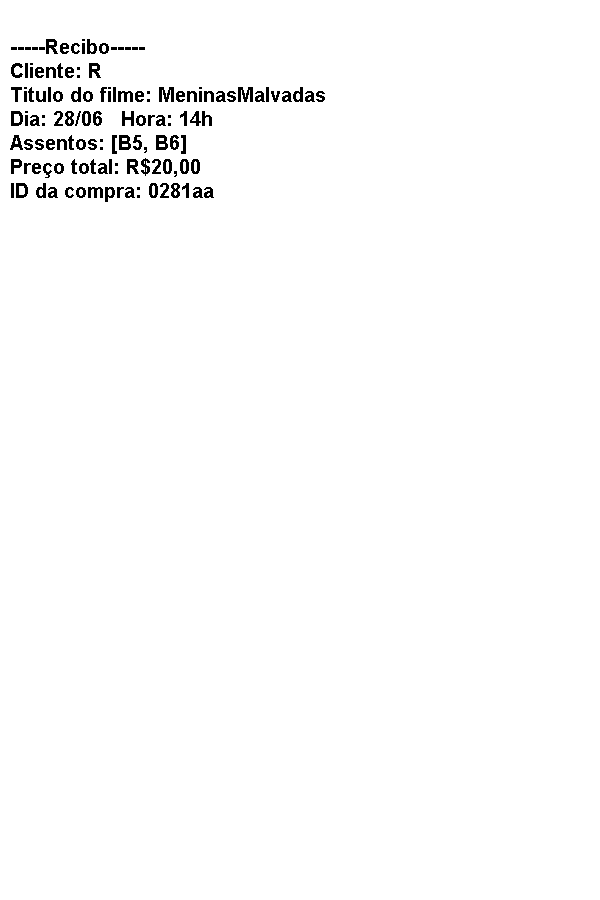 -----Recibo-----
Cliente: R
Titulo do filme: MeninasMalvadas
Dia: 28/06   Hora: 14h
Assentos: [B5, B6]
Preço total: R$20,00
ID da compra: 0281aa